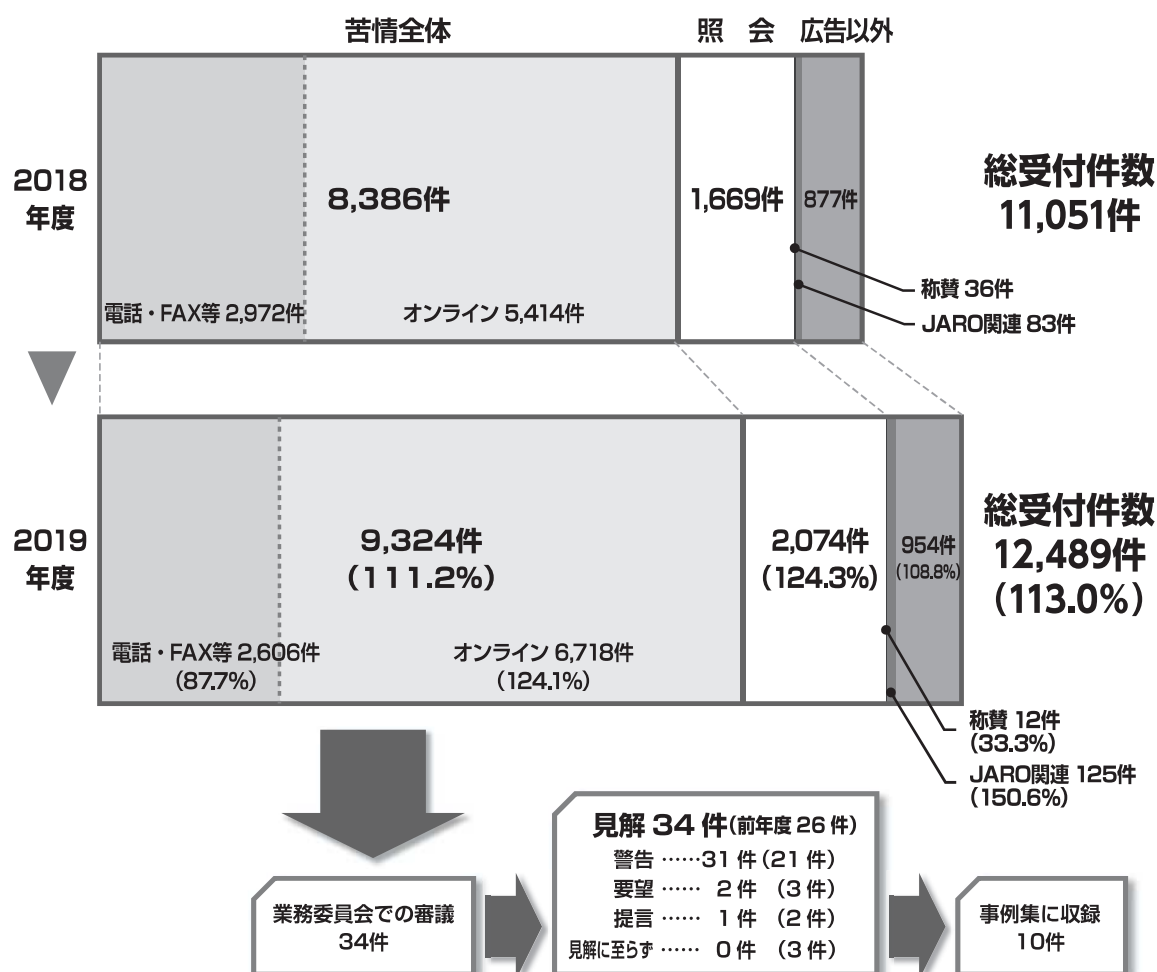 苦情全体
照 会
広告以外
2018
年度
8,386件
電話・FAX等 2,972件
オンライン 5,414件
1,669件
877件
称賛 36件
JARO関連 83件
総受付件数
11,051件
2019
年度
9,324件
(111.2%)
電話・FAX等 2,606件
(87.7%)
オンライン 6,718件
(124.1%)
2,074件
(124.3%)
954件
(108.8%)
称賛 12件
(33.3%)
JARO関連 125件
(150.6%)
総受付件数
12,489件
(113.0%)
業務委員会での審議
34件
見解 34 件(前年度 26 件)
警告 ……31 件(21 件)
要望 …… 2 件 (3 件)
提言 …… 1 件 (2 件)
見解に至らず …… 0 件 (3 件)
事例集に収録
10件